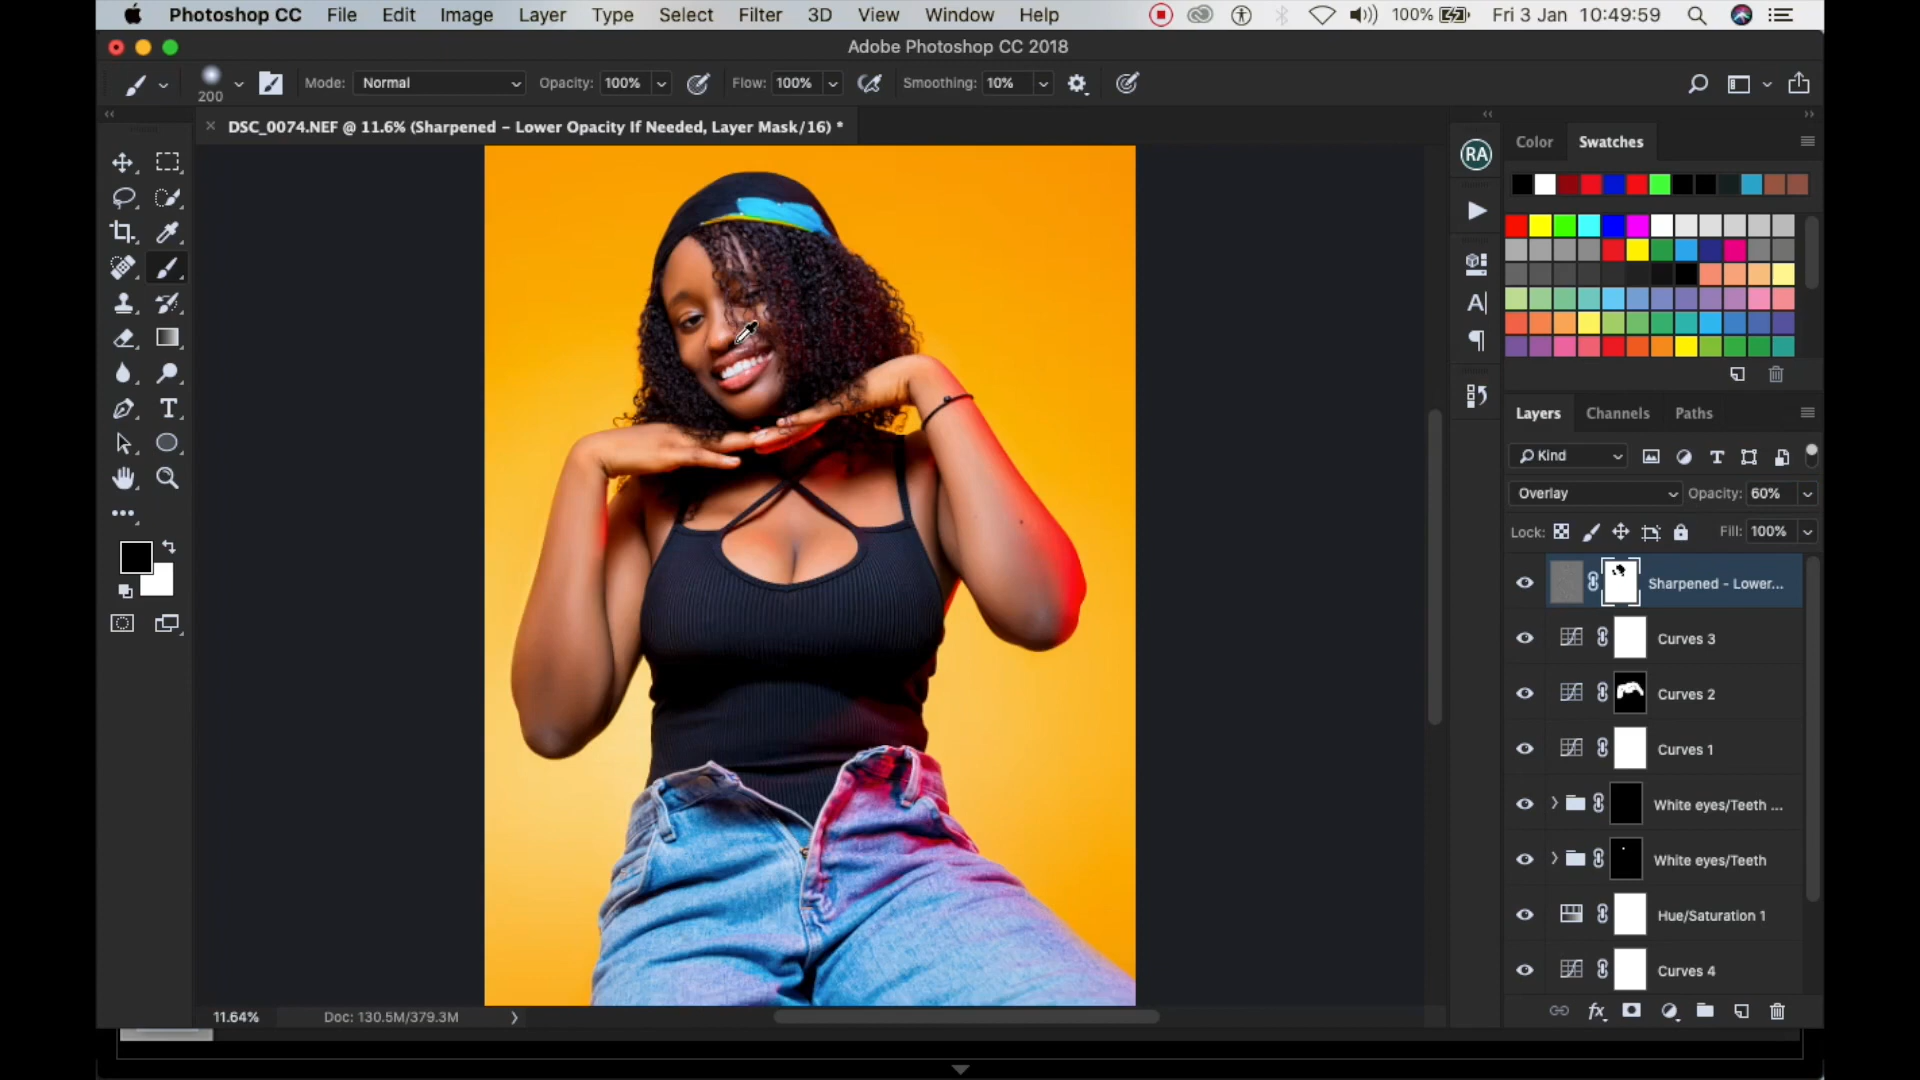 Photoshop CC File Edit Image Layer Type Select Filter 3D View Window Help 100% Fri 3 Jan 10:49:59
Adobe Photoshop CC 2018
200 Mode: Normal Opacity: 100% Flow: 100% Smoothing: 10%
DSC_0074.NEF @ 11.6% (Sharpened - Lower Opacity If Needed, Layer Mask/16) *
RA
Color Swatches
Layers Channels Paths
Kind
Overlay Opacity: 60%
Lock: Fill: 100%
Sharpened - Lower...
Curves 3
Curves 2
Curves 1
White eyes/Teeth ...
White eyes/Teeth
Hue/Saturation 1
Curves 4
fx
11.64% Doc: 130.5M/379.3M